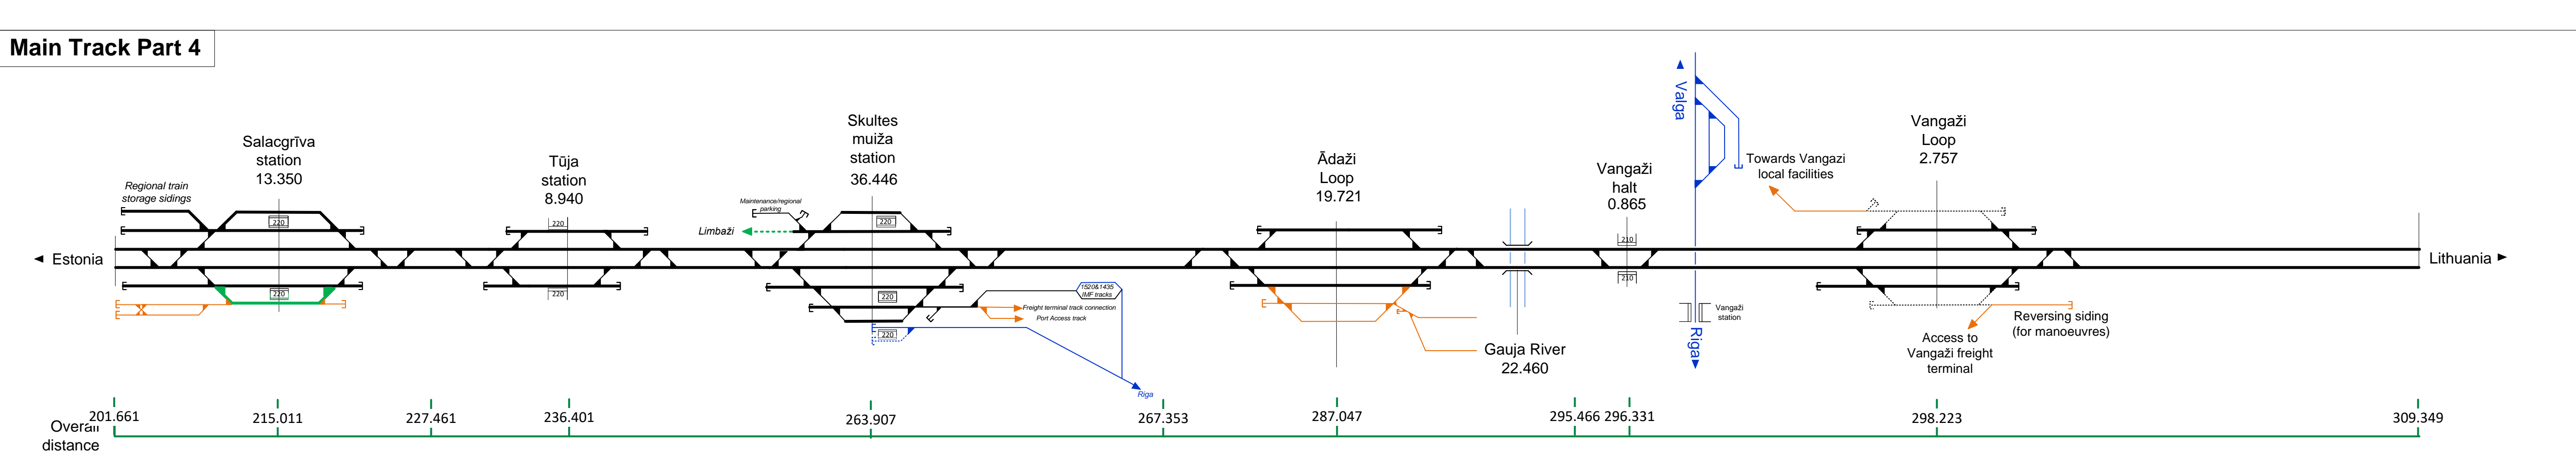 Main Track Part 4
Regional train
storage sidings
Salacgrīva
station
13.350
220
220
Tūja
station
8.940
220
220
Maintenance/regional
parking
Limbaži
Skultes
muiža
station
36.446
220
220
220
1520&1435
IMF tracks
Freight terminal track connection
Port Access track
Riga
Ādaži
Loop
19.721
Gauja River
22.460
Vangaži
halt
0.865
210
210
Valga
Riga
Vangaži
station
Towards Vangazi
local facilities
Vangaži
Loop
2.757
Access to
Vangaži freight
terminal
Reversing siding
(for manoeuvres)
Estonia
Lithuania
Overall
distance
201.661
215.011
227.461
236.401
263.907
267.353
287.047
295.466
296.331
298.223
309.349